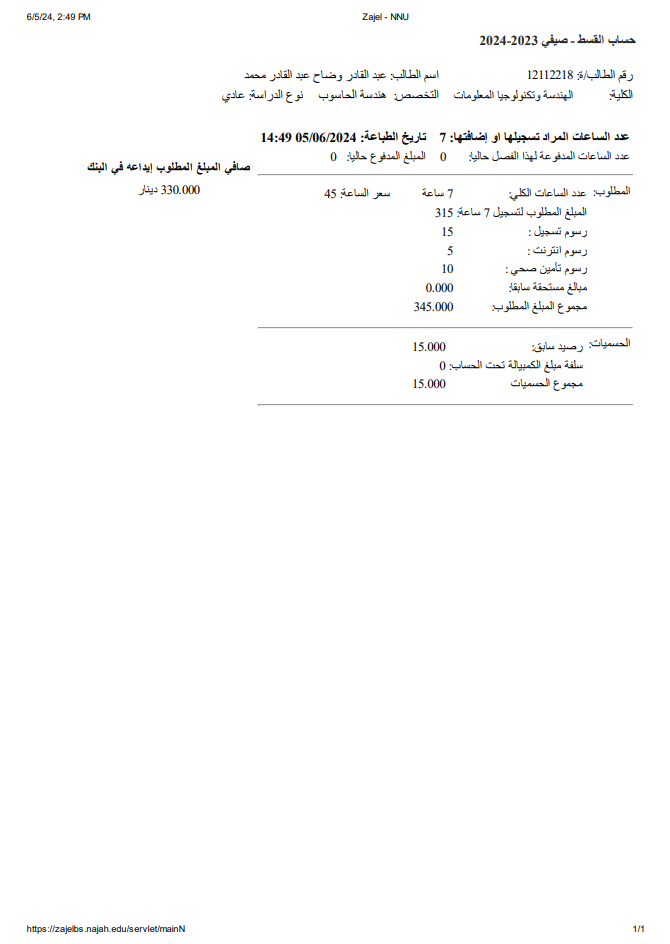 6/5/24, 2:49 PM Zajel - NNU
حساب القسط - صيفي 2023-2024
رقم الطالب/ة: 12112218 اسم الطالب: عبد القادر وضاح عبد القادر محمد
الكلية: الهندسة وتكنولوجيا المعلومات التخصص: هندسة الحاسوب نوع الدراسة: عادي
عدد الساعات المراد تسجيلها او إضافتها: 7 تاريخ الطباعة: 05/06/2024 14:49
عدد الساعات المدفوعة لهذا الفصل حاليا: 0 المبلغ المدفوع حاليا: 0
صافي المبلغ المطلوب إيداعه في البنك
330.000 دينار
المطلوب: عدد الساعات الكلي: 7 ساعة سعر الساعة: 45
المبلغ المطلوب لتسجيل 7 ساعة: 315
رسوم تسجيل : 15
رسوم انترنت : 5
رسوم تأمين صحي : 10
مبالغ مستحقة سابقا: 0.000
مجموع المبلغ المطلوب: 345.000
الحسميات: رصيد سابق: 15.000
سلفة مبلغ الكمبيالة تحت الحساب: 0
مجموع الحسميات 15.000
https://zajelbs.najah.edu/servlet/mainN 1/1